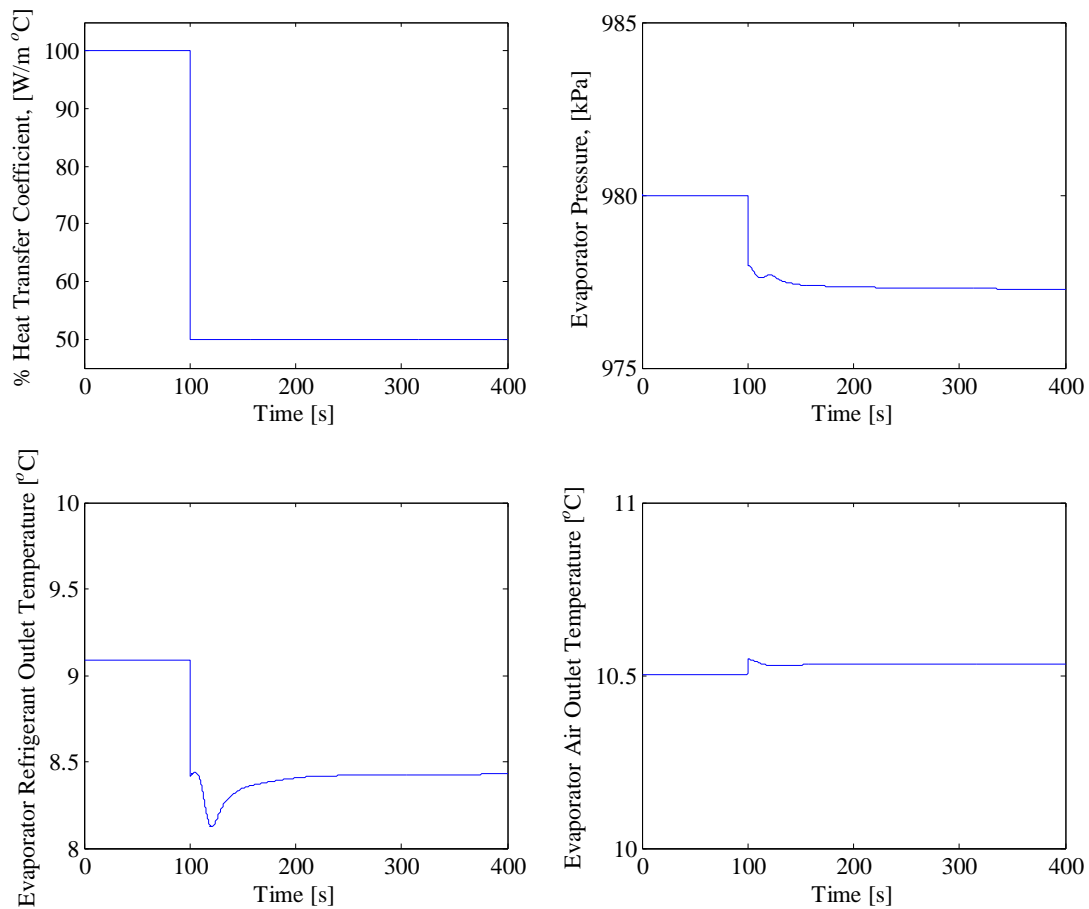 % Heat Transfer Coefficient, [W/m °C]
100
90
80
70
60
50
0 100 200 300 400
Time [s]
Evaporator Pressure, [kPa]
985
980
975
0 100 200 300 400
Time [s]
Evaporator Refrigerant Outlet Temperature [°C]
10
9.5
9
8.5
8
0 100 200 300 400
Time [s]
Evaporator Air Outlet Temperature [°C]
11
10.5
10
0 100 200 300 400
Time [s]